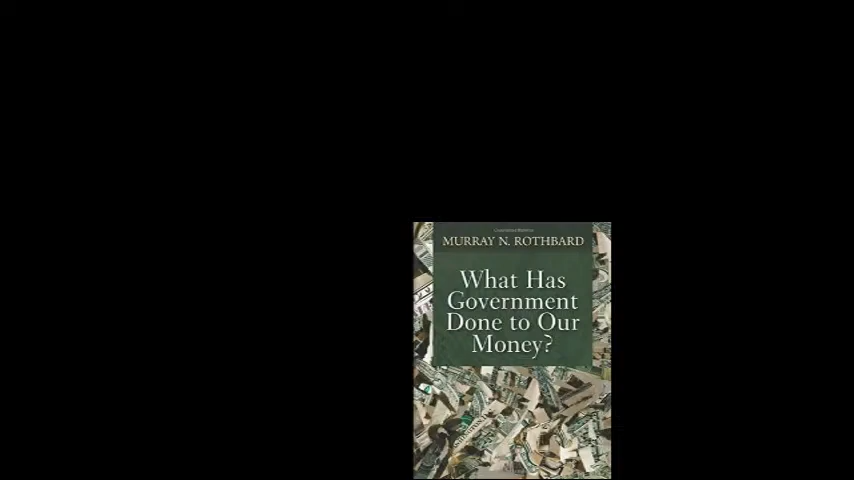 MURRAY N. ROTHBARD
What Has
Government
Done to Our
Money?